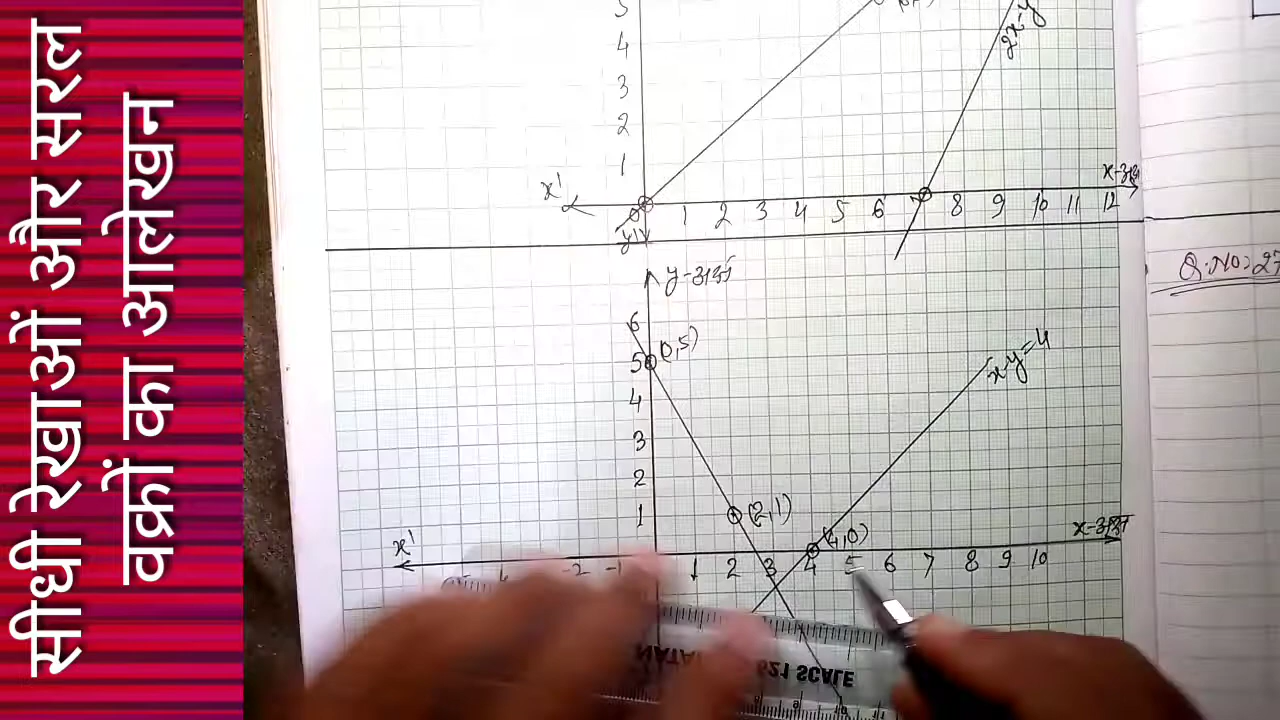 सीधी रेखाओं और सरल
वक्रों का आलेखन
5
4
3
2
1
x'
0
y'
1 2 3 4 5 6 7 8 9 10 11 12
x-अक्ष
2x-y
y-अक्ष
6
5 (0,5)
4
3
2
1 (2,1)
x-y=4
(4,0)
x'
x-अक्ष
-2 -1 1 2 3 4 5 6 7 8 9 10
Q.NO:27
SCALE